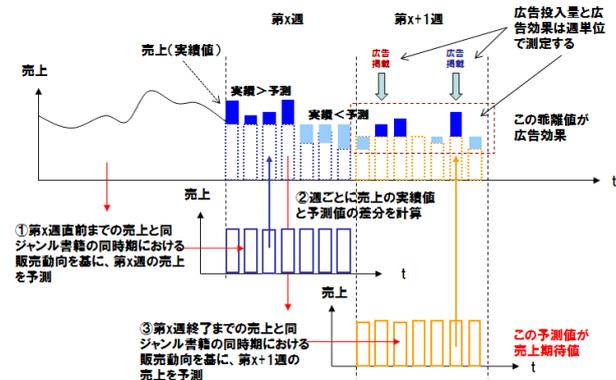 第x週
第x+1週
広告投入量と広
告効果は週単位
で測定する
売上(実績値)
広告
掲載
広告
掲載
売上
実績>予測
実績<予測
この乖離値が
広告効果
t
売上
②週ごとに売上の実績値
と予測値の差分を計算
①第x週直前までの売上と同
ジャンル書籍の同時期における
販売動向を基に、第x週の売上
を予測
t
売上
③第x週終了までの売上と同
ジャンル書籍の同時期における
販売動向を基に、第x+1週の
売上を予測
この予測値が
売上期待値
t